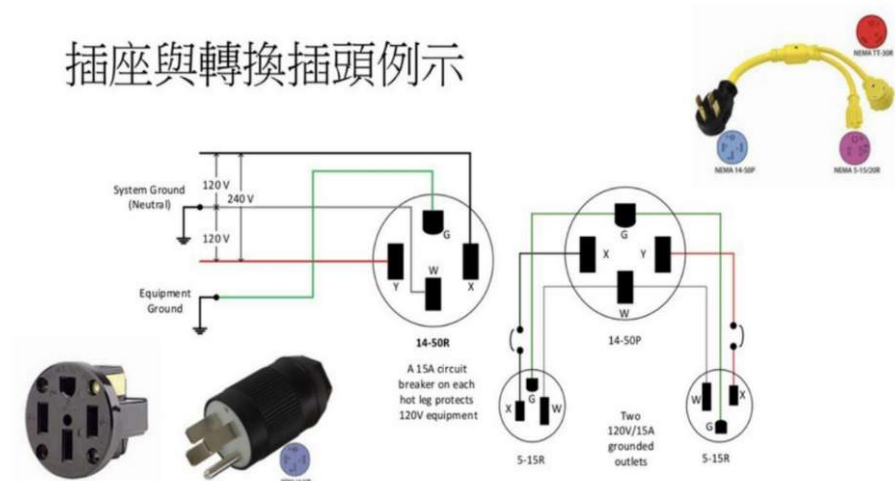 插座與轉換插頭例示
NEMA TT-30R
NEMA 14-50P
NEMA 5-15/20R
System Ground
(Neutral)
120 V
240 V
120 V
Equipment
Ground
G
Y
W
X
14-50R
A 15A circuit
breaker on each
hot leg protects
120V equipment
G
X
Y
W
14-50P
X
G
W
5-15R
Two
120V/15A
grounded
outlets
W
X
G
5-15R